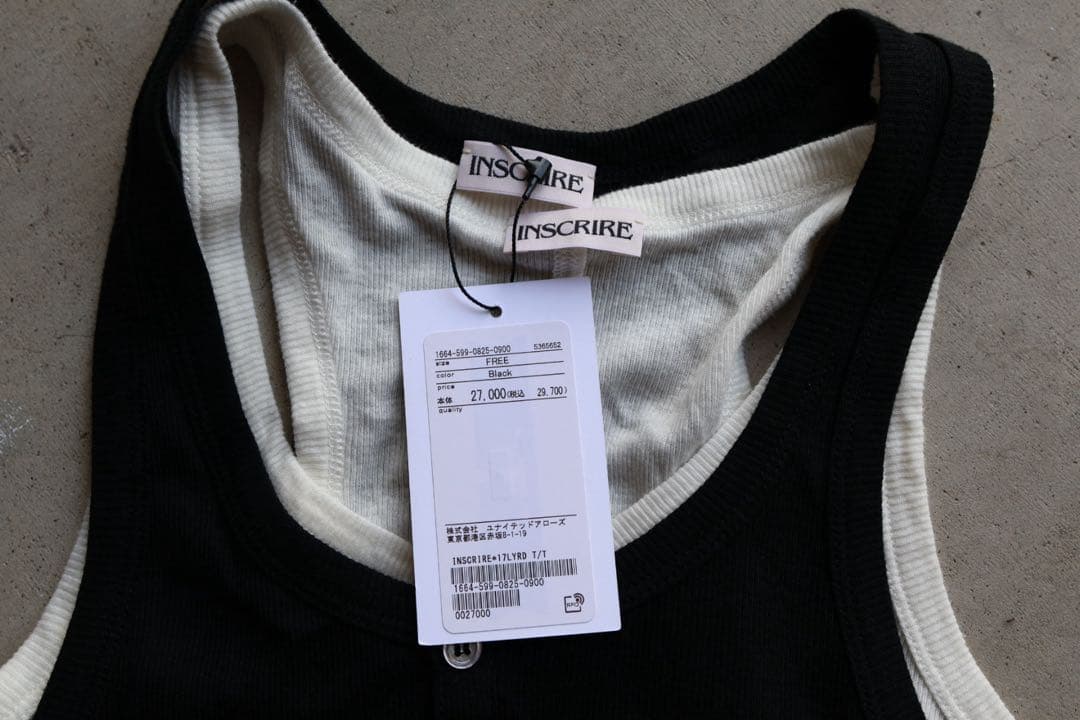 INSCRIRE
INSCRIRE
1664-599-0825-0900 5365652
size FREE
color Black
price
本体 27,000(税込 29,700)
quality
株式会社 ユナイテッドアローズ
東京都港区赤坂8-1-19
INSCRIRE*17LYRD T/T
1664-599-0825-0900
0027000
RFID